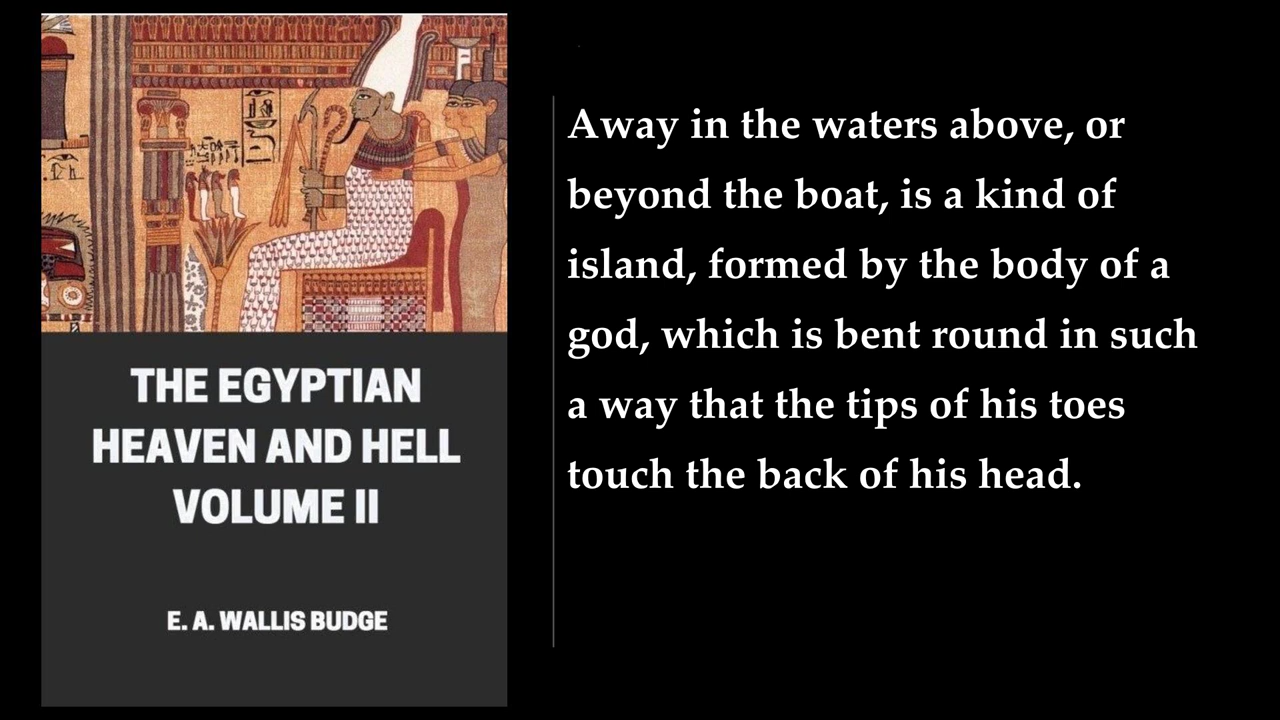 THE EGYPTIAN
HEAVEN AND HELL
VOLUME II
E. A. WALLIS BUDGE
Away in the waters above, or
beyond the boat, is a kind of
island, formed by the body of a
god, which is bent round in such
a way that the tips of his toes
touch the back of his head.